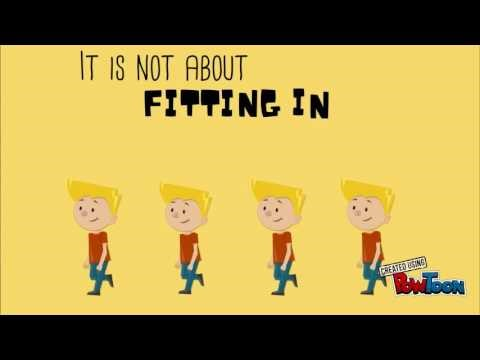 IT IS NOT ABOUT
FITTING IN
CREATED USING
POWTOON